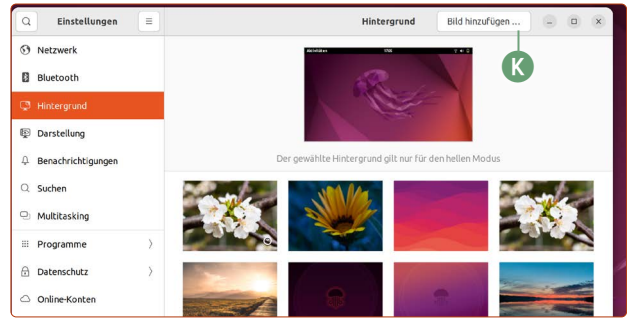 Einstellungen
Hintergrund
Bild hinzufügen ...
K
Netzwerk
Bluetooth
Hintergrund
Darstellung
Benachrichtigungen
Suchen
Multitasking
Programme
Datenschutz
Online-Konten
Der gewählte Hintergrund gilt nur für den hellen Modus